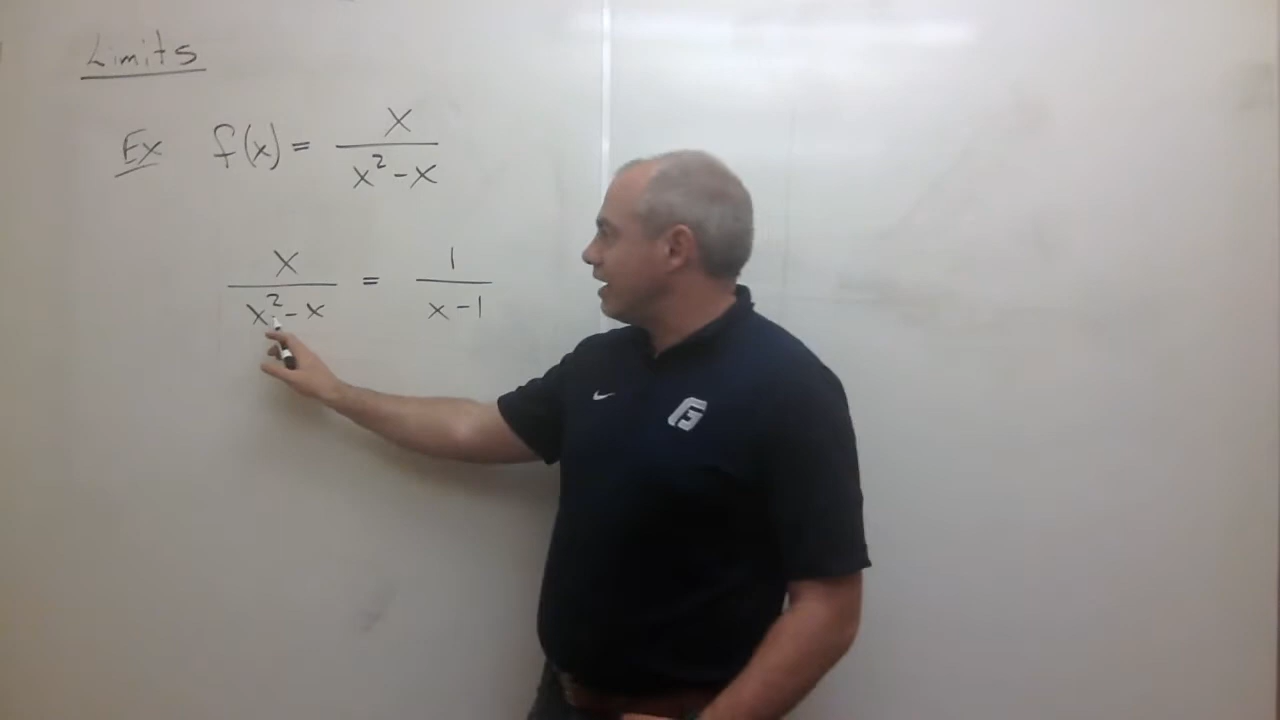 Limits
Ex f(x) = x / x² - x
x / x² - x = 1 / x - 1
G